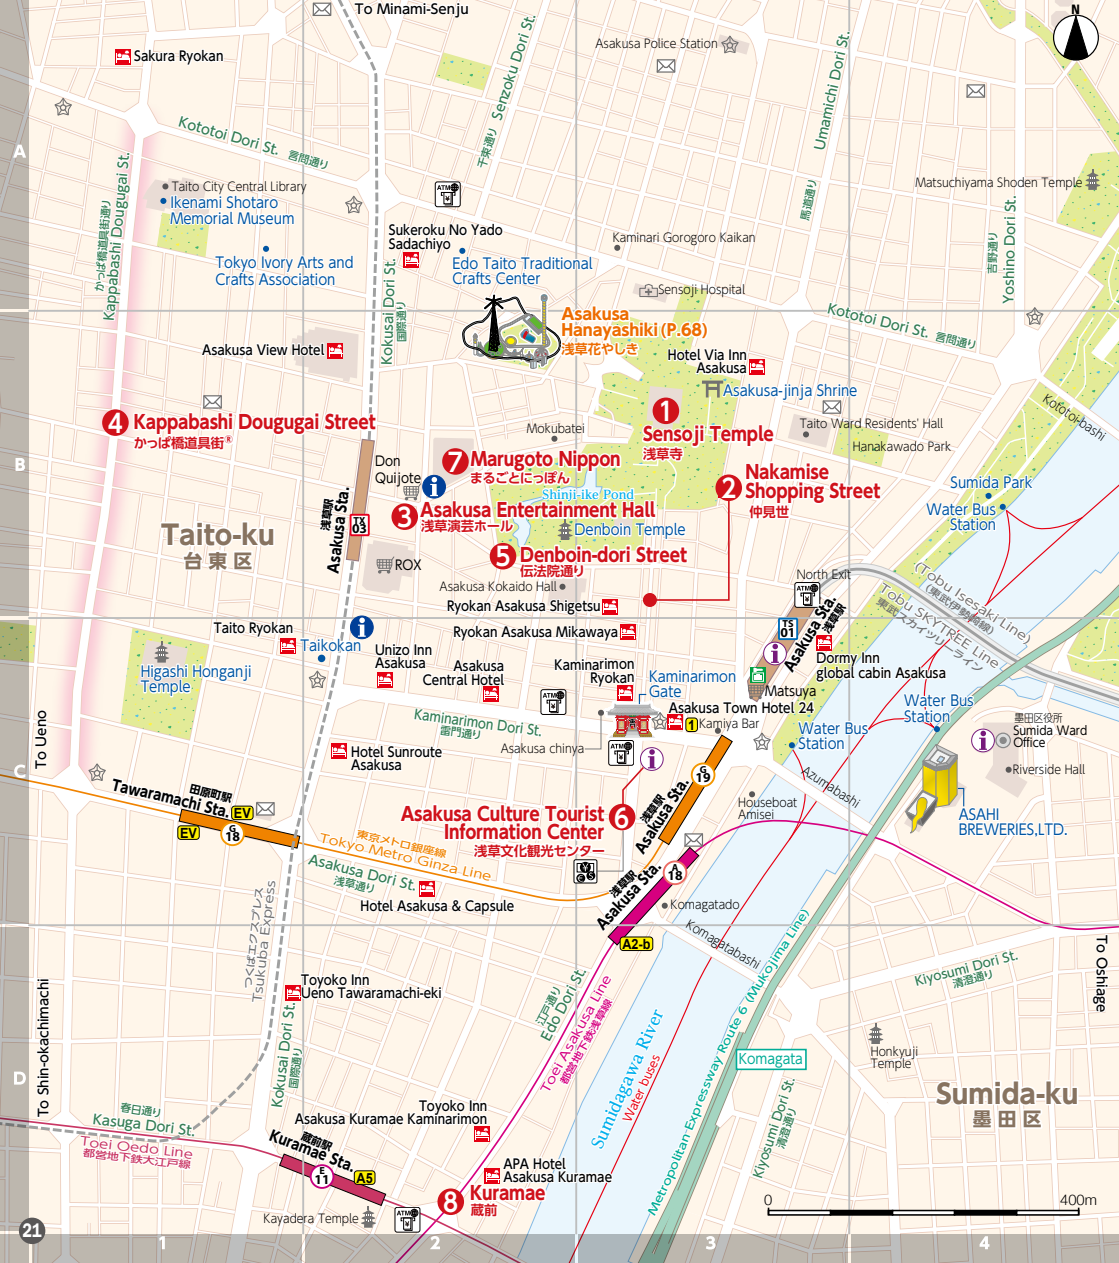 To Minami-Senju
N
Sakura Ryokan
Asakusa Police Station
千束通り Senzoku Dori St.
Umamichi Dori St.
馬道通り
Kototoi Dori St. 言問通り
A
Kappabashi Dougugai St.
かっぱ橋道具街通り
Taito City Central Library
Ikenami Shotaro
Memorial Museum
ATM
Matsuchiyama Shoden Temple
Tokyo Ivory Arts and
Crafts Association
Sukeroku No Yado
Sadachiyo
Edo Taito Traditional
Crafts Center
Kaminari Gorogoro Kaikan
Sensoji Hospital
吉野通り
Yoshino Dori St.
Kokusai Dori St.
国際通り
Kototoi Dori St. 言問通り
Asakusa
Hanayashiki (P.68)
浅草花やしき
Asakusa View Hotel
Hotel Via Inn
Asakusa
Asakusa-jinja Shrine
4 Kappabashi Dougugai Street
かっぱ橋道具街®
1
Sensoji Temple
浅草寺
Taito Ward Residents' Hall
Hanakawado Park
Kototoi-bashi
Mokubatei
B
Don
Quijote
7 Marugoto Nippon
まるごとにっぽん
2 Nakamise
Shopping Street
仲見世
Sumida Park
Water Bus
Station
Shinji-ike Pond
3 Asakusa Entertainment Hall
浅草演芸ホール
Denboin Temple
浅草駅
Asakusa Sta.
TX
03
Taito-ku
台東区
ROX
5 Denboin-dori Street
伝法院通り
Asakusa Kokaido Hall
Ryokan Asakusa Shigetsu
North Exit
ATM
(Tobu Isesaki Line)
(東武伊勢崎線)
Tobu SKYTREE Line
東武スカイツリーライン
Taito Ryokan
Taikokan
Ryokan Asakusa Mikawaya
TS
01
Asakusa Sta.
浅草駅
Higashi Honganji
Temple
Unizo Inn
Asakusa
Asakusa
Central Hotel
Kaminarimon
Ryokan
Kaminarimon
Gate
Dormy Inn
global cabin Asakusa
Matsuya
ATM
Asakusa Town Hotel 24
1 Kamiya Bar
Water Bus
Station
Water Bus
Station
墨田区役所
Sumida Ward
Office
Kaminarimon Dori St.
雷門通り
Asakusa chinya
ATM
To Ueno
Hotel Sunroute
Asakusa
C
Riverside Hall
G
19
浅草駅
Asakusa Sta.
Azumabashi
Houseboat
Amisei
ASAHI
BREWERIES,LTD.
田原町駅
Tawaramachi Sta. EV
EV
G
18
6 Asakusa Culture Tourist
Information Center
浅草文化観光センター
東京メトロ銀座線
Tokyo Metro Ginza Line
Asakusa Dori St.
浅草通り
Hotel Asakusa & Capsule
浅草駅
Asakusa Sta.
A
18
A2-b
Komagatado
Komagatabashi
つくばエクスプレス
Tsukuba Express
To Oshiage
Kiyosumi Dori St.
清澄通り
Toyoko Inn
Ueno Tawaramachi-eki
江戸通り
Edo Dori St.
Toei Asakusa Line
都営地下鉄浅草線
Metropolitan Expressway Route 6 (Mukojima Line)
To Shin-okachimachi
Kokusai Dori St.
国際通り
Sumidagawa River
Water buses
Komagata
Honkyuji
Temple
D
Sumida-ku
墨田区
Kiyosumi Dori St.
清澄通り
春日通り
Kasuga Dori St.
Toei Oedo Line
都営地下鉄大江戸線
Toyoko Inn
Asakusa Kuramae Kaminarimon
蔵前駅
Kuramae Sta.
E
11
A5
APA Hotel
Asakusa Kuramae
8 Kuramae
蔵前
Kayadera Temple
ATM
0 400m
21
1 2 3 4